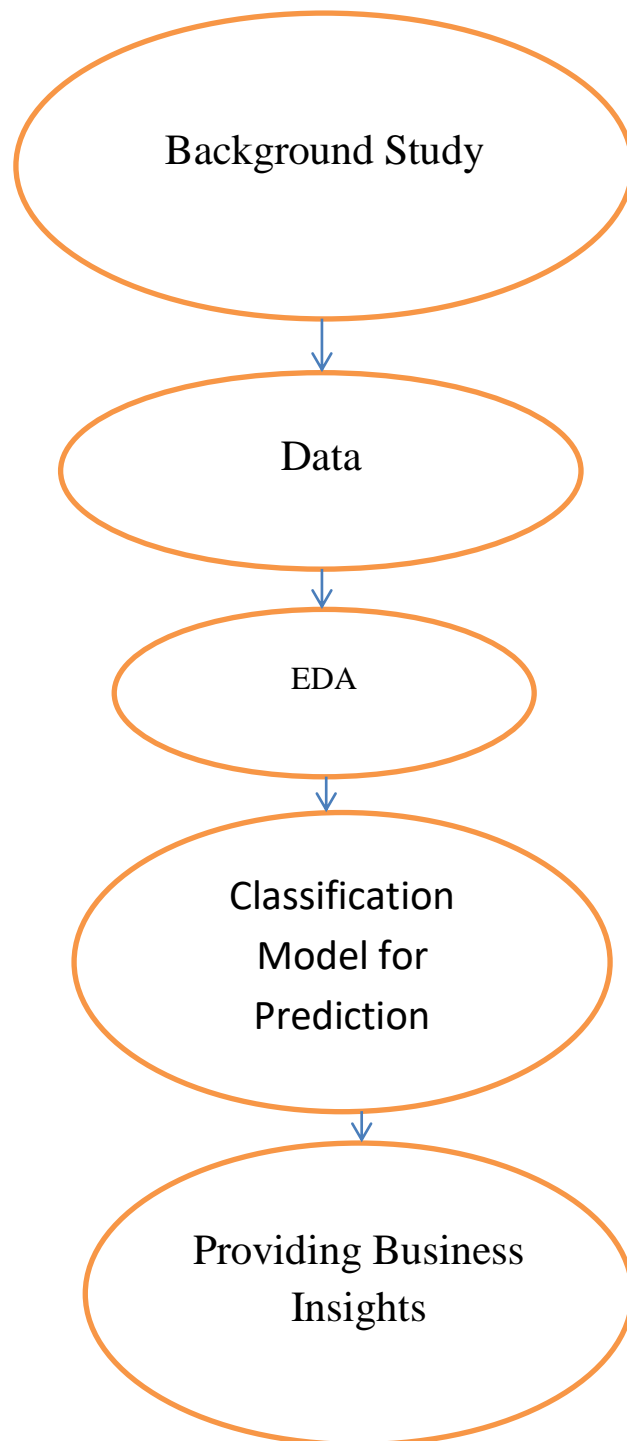 Background Study
Data
EDA
Classification
Model for
Prediction
Providing Business
Insights